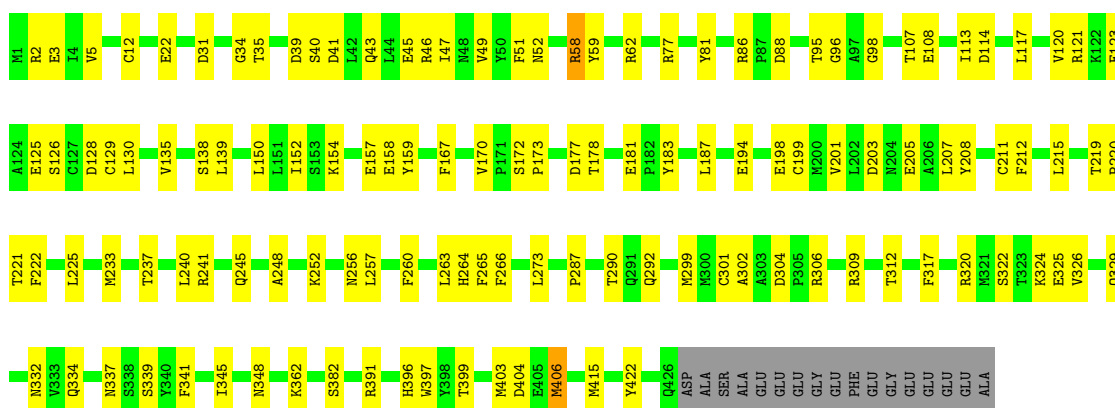 M1 R2 E3 I4 V5 C12 E22 D31 G34 T35 D39 S40 D41 L42 Q43 L44 E45 R46 I47 N48 V49 Y50 F51 N52 R58 Y59 R62 R77 Y81 R86 P87 D88 T95 G96 A97 G98 T107 E108 I113 D114 L117 V120 R121 K122
A124 E125 S126 C127 D128 C129 L130 V135 S138 L139 L150 L151 I152 S153 K154 E157 E158 Y159 F167 V170 P171 S172 P173 D177 T178 E181 P182 Y183 L187 E194 E198 C199 M200 V201 L202 D203 N204 E205 A206 L207 Y208 C211 F212 L215 T219
T221 F222 L225 M233 T237 L240 R241 Q245 A248 K252 N256 L257 F260 L263 H264 F265 F266 L273 P287 T290 Q291 Q292 M299 M300 C301 A302 A303 D304 P305 R306 R309 T312 F317 R320 M321 S322 T323 K324 E325 V326
N332 V333 Q334 N337 S338 S339 Y340 F341 I345 N348 K362 S382 R391 H396 W397 Y398 T399 M403 D404 E405 M406 M415 Y422 Q426 ASP ALA SER ALA GLU GLU GLU GLY GLU PHE GLU GLY GLU GLU GLU GLU ALA